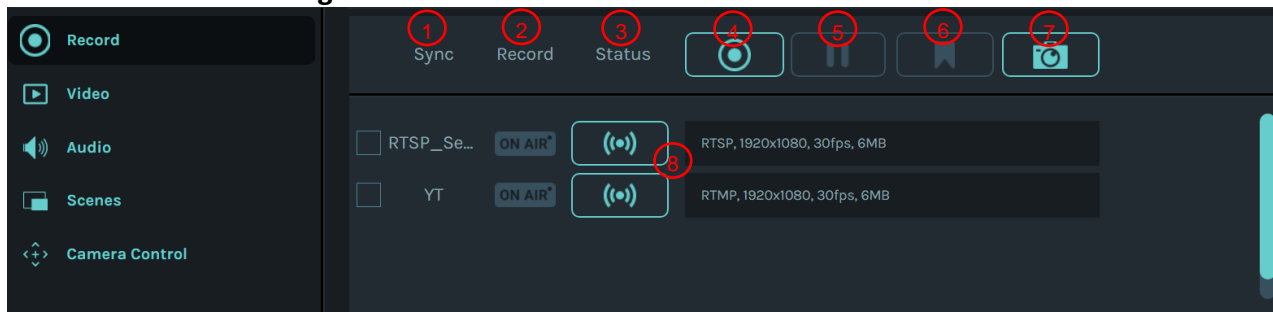 g
Record
1 2 3 4 5 6 7
Sync Record Status
Video
Audio
RTSP_Se... ON AIR RTSP, 1920x1080, 30fps, 6MB
8
Scenes
YT ON AIR RTMP, 1920x1080, 30fps, 6MB
Camera Control